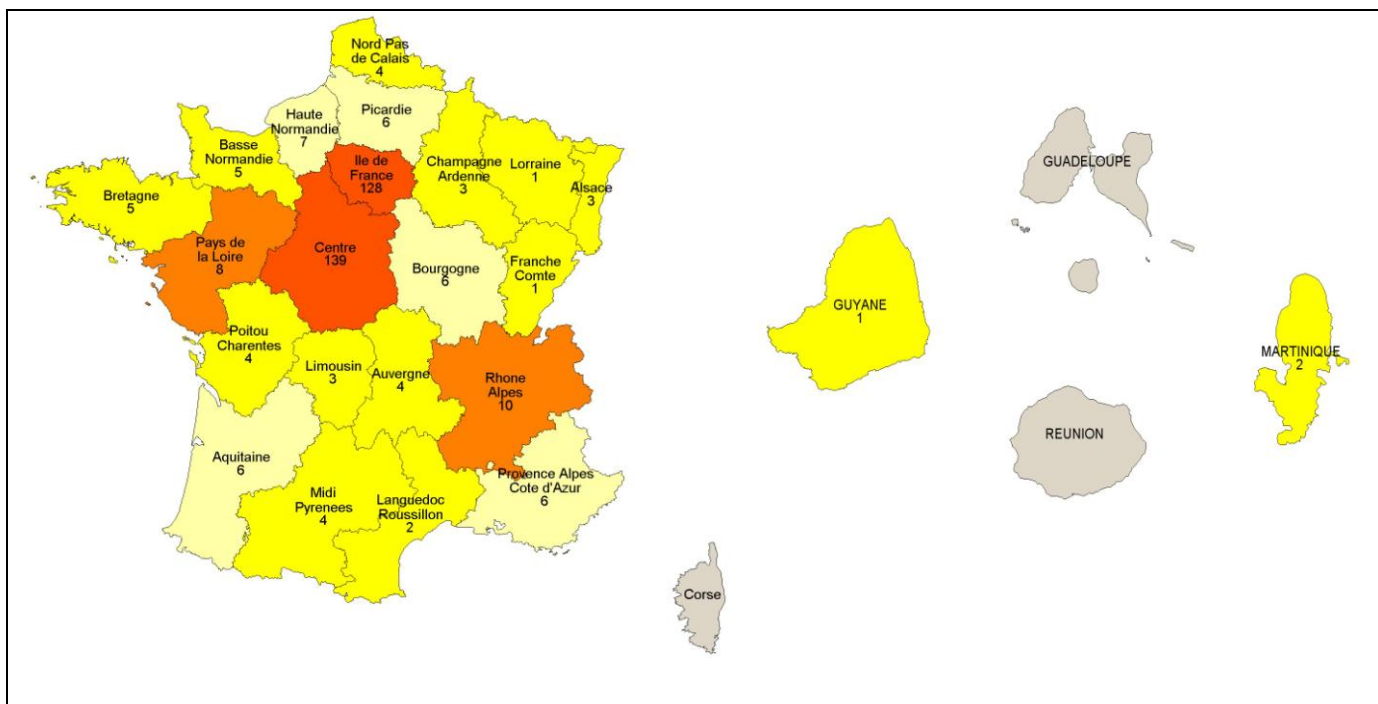 Nord Pas
de Calais
4
Haute
Normandie
7
Picardie
6
Basse
Normandie
5
Ile de
France
128
Champagne
Ardenne
3
Lorraine
1
Alsace
3
Bretagne
5
Pays de
la Loire
8
Centre
139
Bourgogne
6
Franche
Comte
1
Poitou
Charentes
4
Limousin
3
Auvergne
4
Rhone
Alpes
10
Aquitaine
6
Midi
Pyrenees
4
Languedoc
Roussillon
2
Provence Alpes
Cote d'Azur
6
Corse
GUADELOUPE
GUYANE
1
MARTINIQUE
2
REUNION